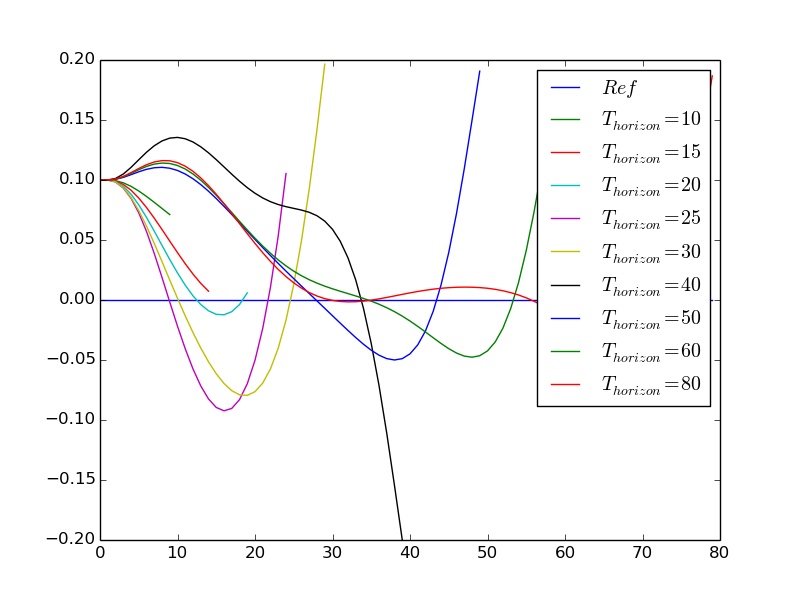 0.20
0.15
0.10
0.05
0.00
−0.05
−0.10
−0.15
−0.20
0 10 20 30 40 50 60 70 80
Ref
T_horizon=10
T_horizon=15
T_horizon=20
T_horizon=25
T_horizon=30
T_horizon=40
T_horizon=50
T_horizon=60
T_horizon=80